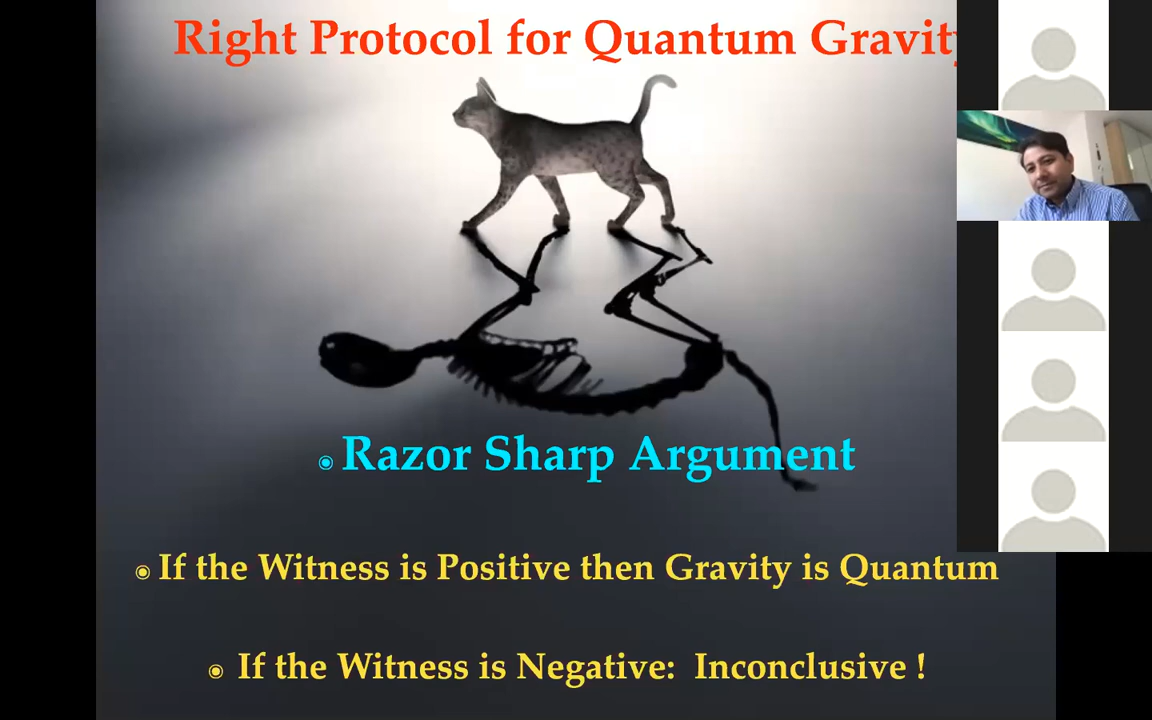 Right Protocol for Quantum Gravity
Razor Sharp Argument
If the Witness is Positive then Gravity is Quantum
If the Witness is Negative: Inconclusive !